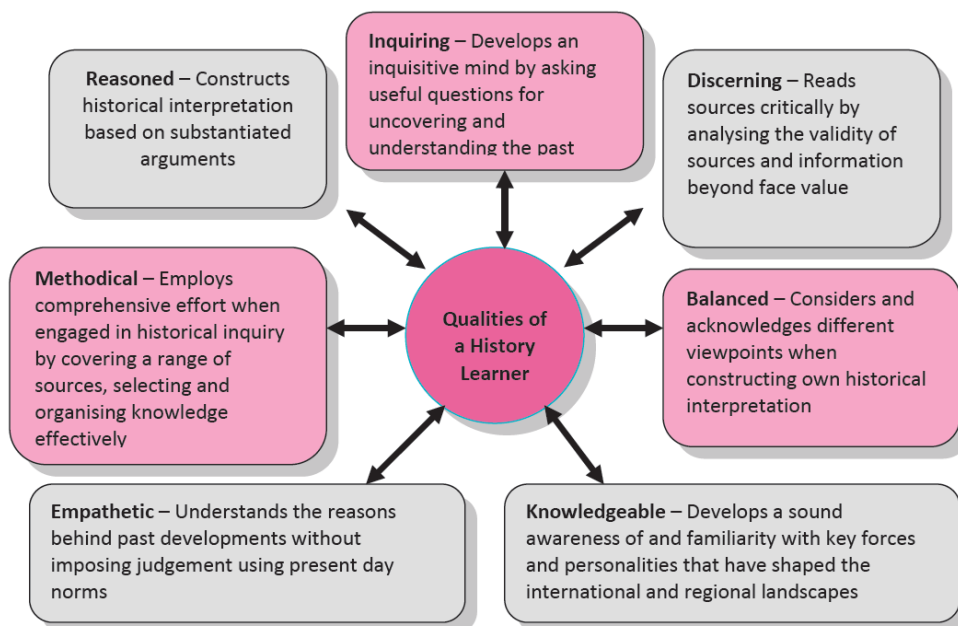 Inquiring – Develops an
inquisitive mind by asking
useful questions for
uncovering and
understanding the past
Reasoned – Constructs
historical interpretation
based on substantiated
arguments
Discerning – Reads
sources critically by
analysing the validity of
sources and information
beyond face value
Methodical – Employs
comprehensive effort when
engaged in historical inquiry
by covering a range of
sources, selecting and
organising knowledge
effectively
Qualities of
a History
Learner
Balanced – Considers and
acknowledges different
viewpoints when
constructing own historical
interpretation
Empathetic – Understands the reasons
behind past developments without
imposing judgement using present day
norms
Knowledgeable – Develops a sound
awareness of and familiarity with key forces
and personalities that have shaped the
international and regional landscapes